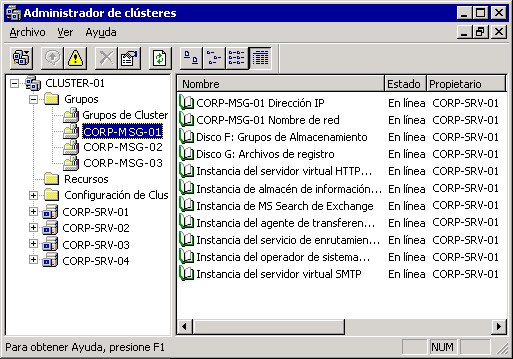 Administrador de clústeres
Archivo Ver Ayuda
CLUSTER-01
Grupos
Grupos de Cluster
CORP-MSG-01
CORP-MSG-02
CORP-MSG-03
Recursos
Configuración de Clus
CORP-SRV-01
CORP-SRV-02
CORP-SRV-03
CORP-SRV-04
Nombre Estado Propietario
CORP-MSG-01 Dirección IP En línea CORP-SRV-01
CORP-MSG-01 Nombre de red En línea CORP-SRV-01
Disco F: Grupos de Almacenamiento En línea CORP-SRV-01
Disco G: Archivos de registro En línea CORP-SRV-01
Instancia del servidor virtual HTTP... En línea CORP-SRV-01
Instancia de almacén de información... En línea CORP-SRV-01
Instancia de MS Search de Exchange En línea CORP-SRV-01
Instancia del agente de transferen... En línea CORP-SRV-01
Instancia del servicio de enrutamien... En línea CORP-SRV-01
Instancia del operador de sistema... En línea CORP-SRV-01
Instancia del servidor virtual SMTP En línea CORP-SRV-01
Para obtener Ayuda, presione F1 NUM